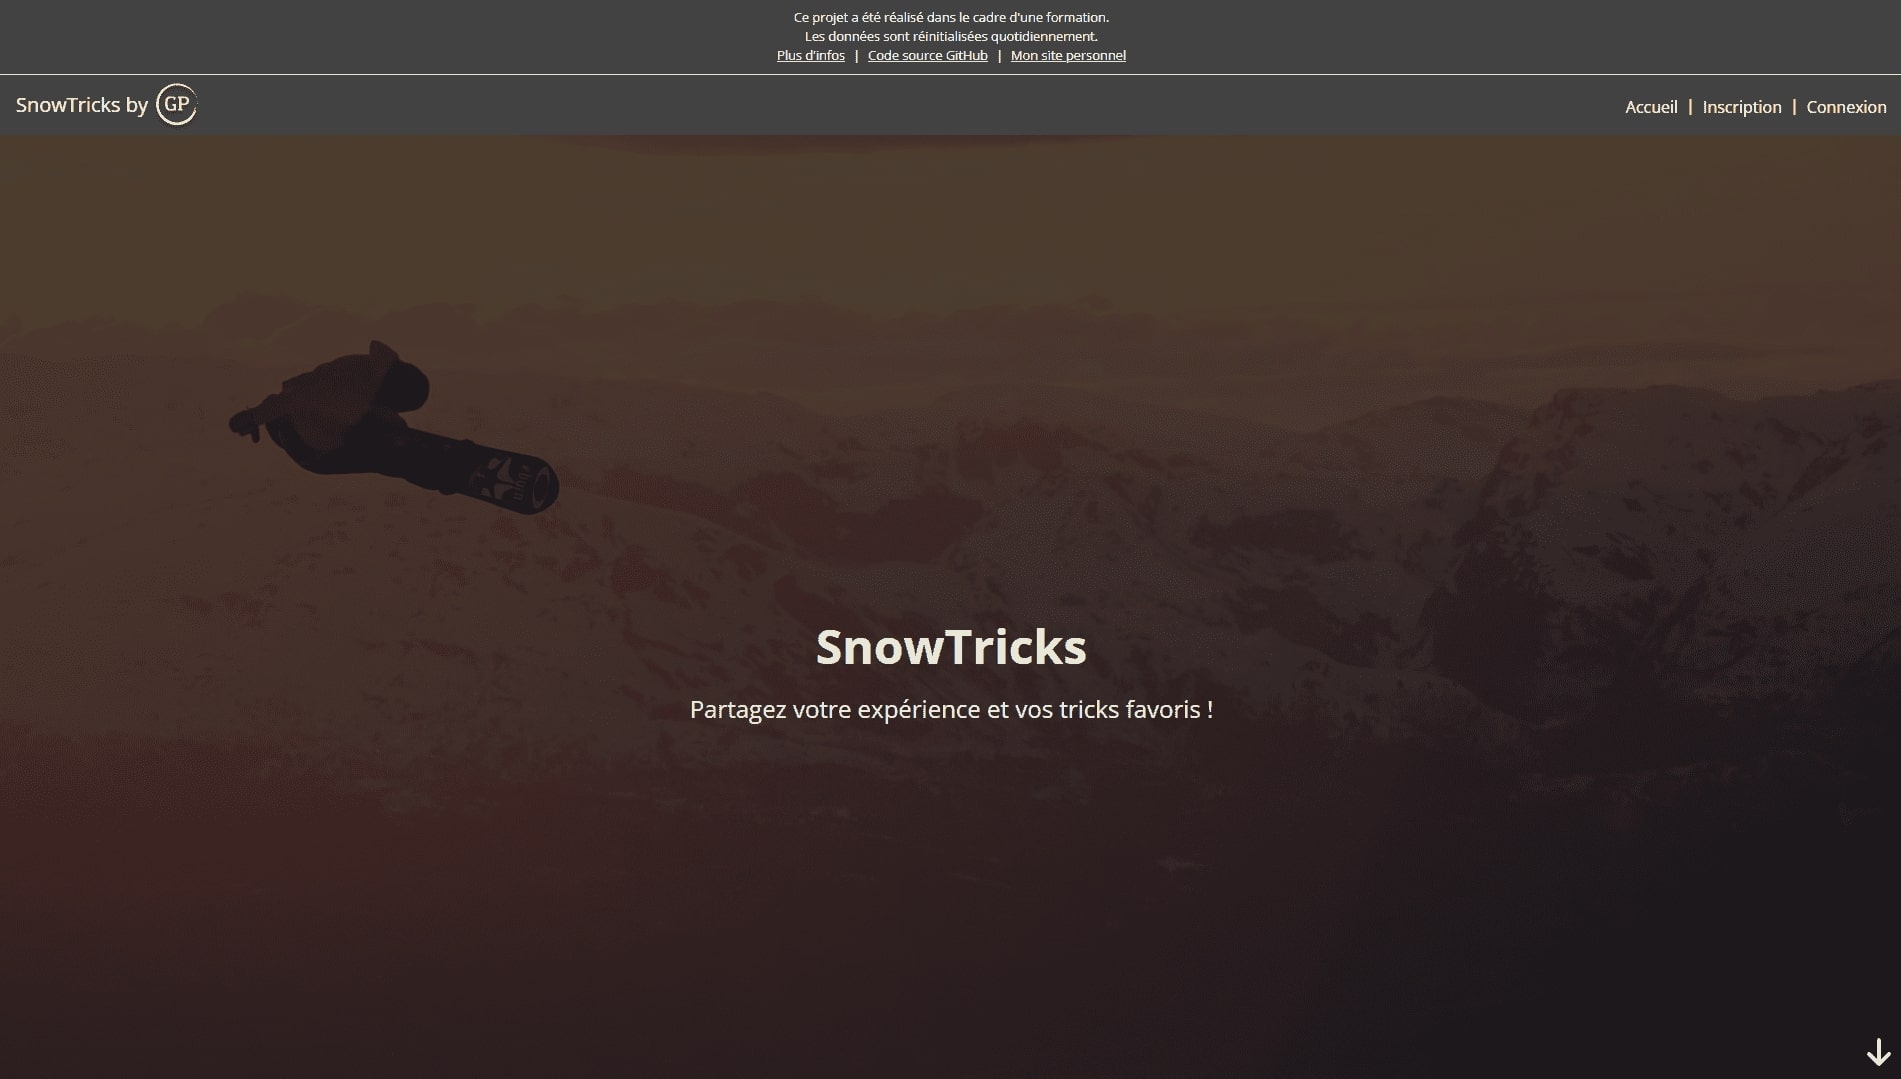 Ce projet a été réalisé dans le cadre d'une formation.
Les données sont réinitialisées quotidiennement.
Plus d'infos | Code source GitHub | Mon site personnel
SnowTricks by GP
Accueil | Inscription | Connexion
SnowTricks
Partagez votre expérience et vos tricks favoris !